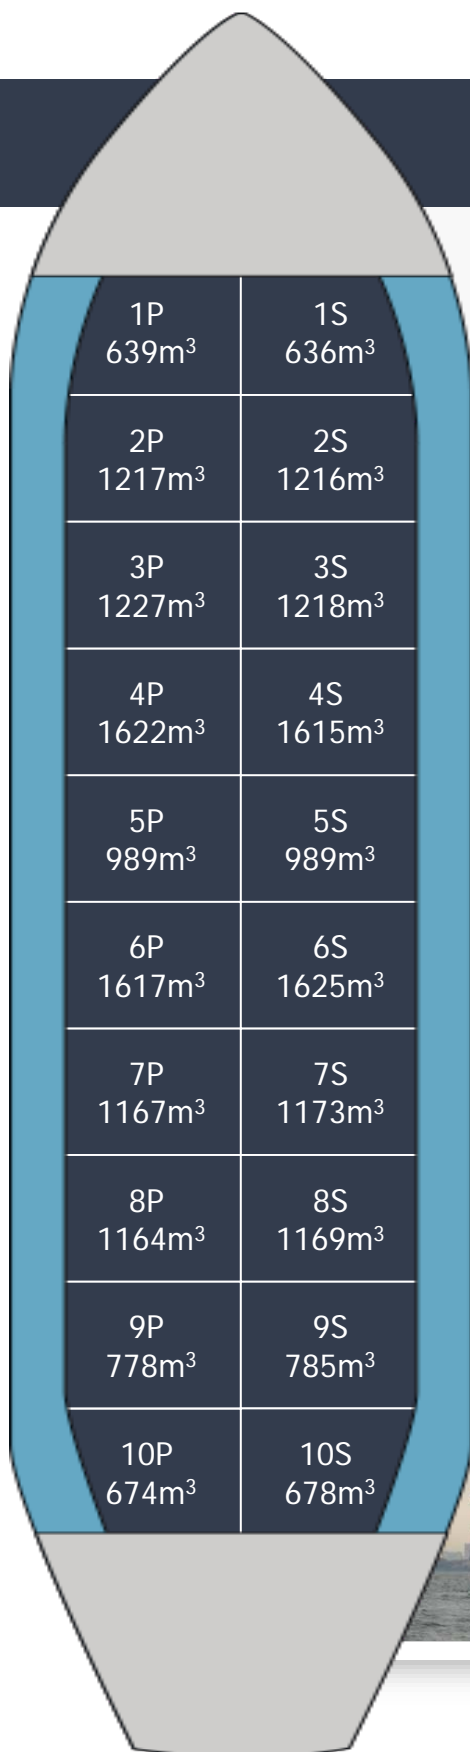 1P 1S
639m³ 636m³
2P 2S
1217m³ 1216m³
3P 3S
1227m³ 1218m³
4P 4S
1622m³ 1615m³
5P 5S
989m³ 989m³
6P 6S
1617m³ 1625m³
7P 7S
1167m³ 1173m³
8P 8S
1164m³ 1169m³
9P 9S
778m³ 785m³
10P 10S
674m³ 678m³